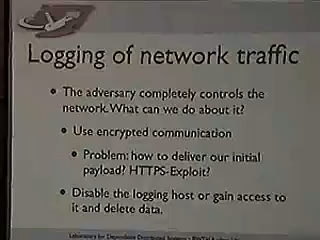 Logging of network traffic
• The adversary completely controls the
network. What can we do about it?
• Use encrypted communication
• Problem: how to deliver our initial
payload? HTTPS-Exploit?
• Disable the logging host or gain access to
it and delete data.
Laboratory for Dependable Distributed Systems •